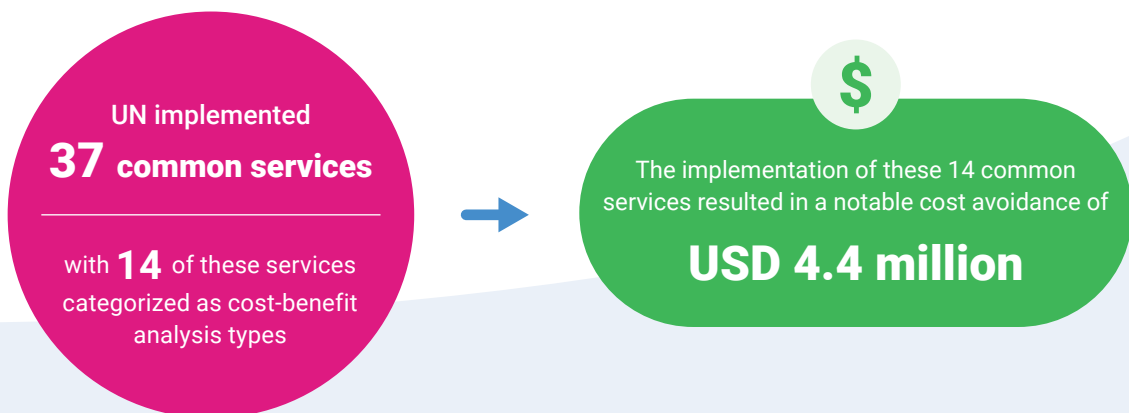 UN implemented
37 common services
with 14 of these services
categorized as cost-benefit
analysis types
$
The implementation of these 14 common
services resulted in a notable cost avoidance of
USD 4.4 million